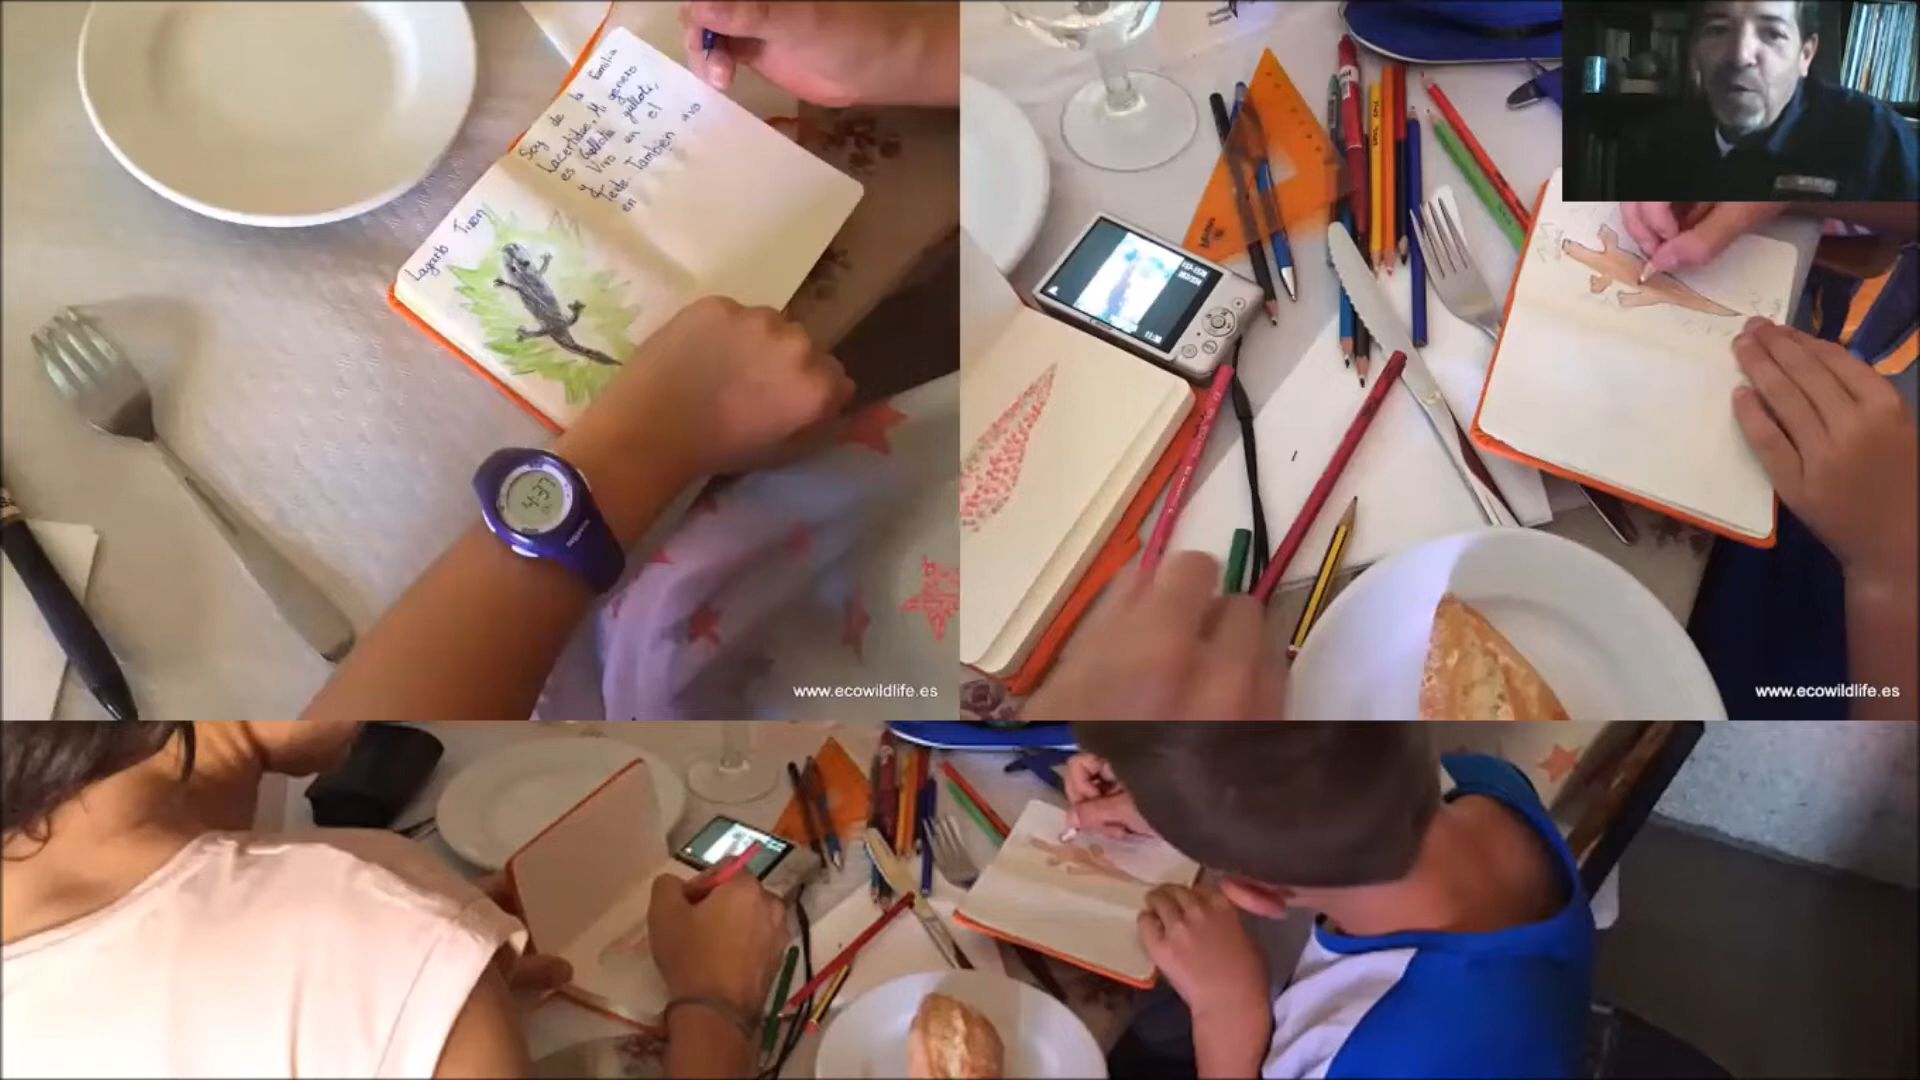 Soy de la familia
Lacertidae. Mi genero
es Gallotia galloti,
y Vivo en el
Teide. También vivo
en
Lagarto Tizon
www.ecowildlife.es
www.ecowildlife.es